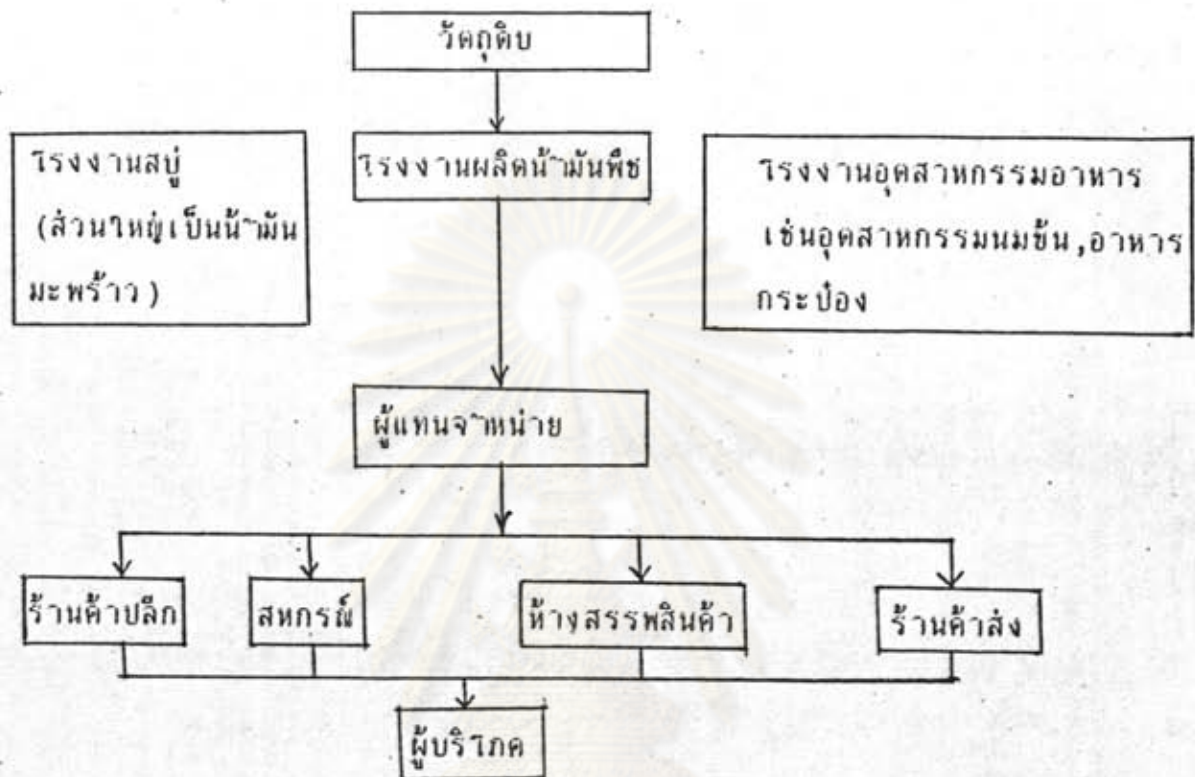 วัตถุดิบ
โรงงานสบู่
(ส่วนใหญ่เป็นน้ำมัน
มะพร้าว)
โรงงานผลิตน้ำมันพืช
โรงงานอุตสาหกรรมอาหาร
เช่นอุตสาหกรรมนมข้น,อาหาร
กระป๋อง
ผู้แทนจำหน่าย
ร้านค้าปลีก
สหกรณ์
ห้างสรรพสินค้า
ร้านค้าส่ง
ผู้บริโภค